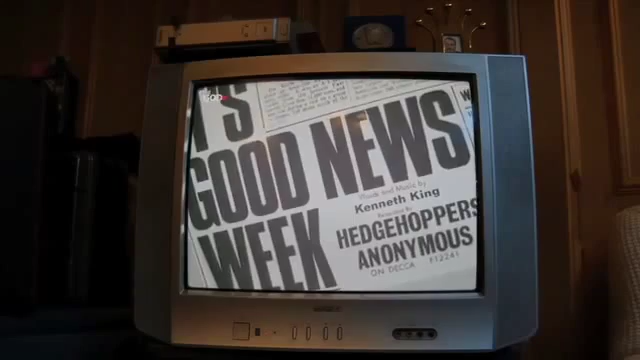 T'S
GOOD NEWS
WEEK
Words and Music by
Kenneth King
Recorded by
HEDGEHOPPERS
ANONYMOUS
ON DECCA F12241